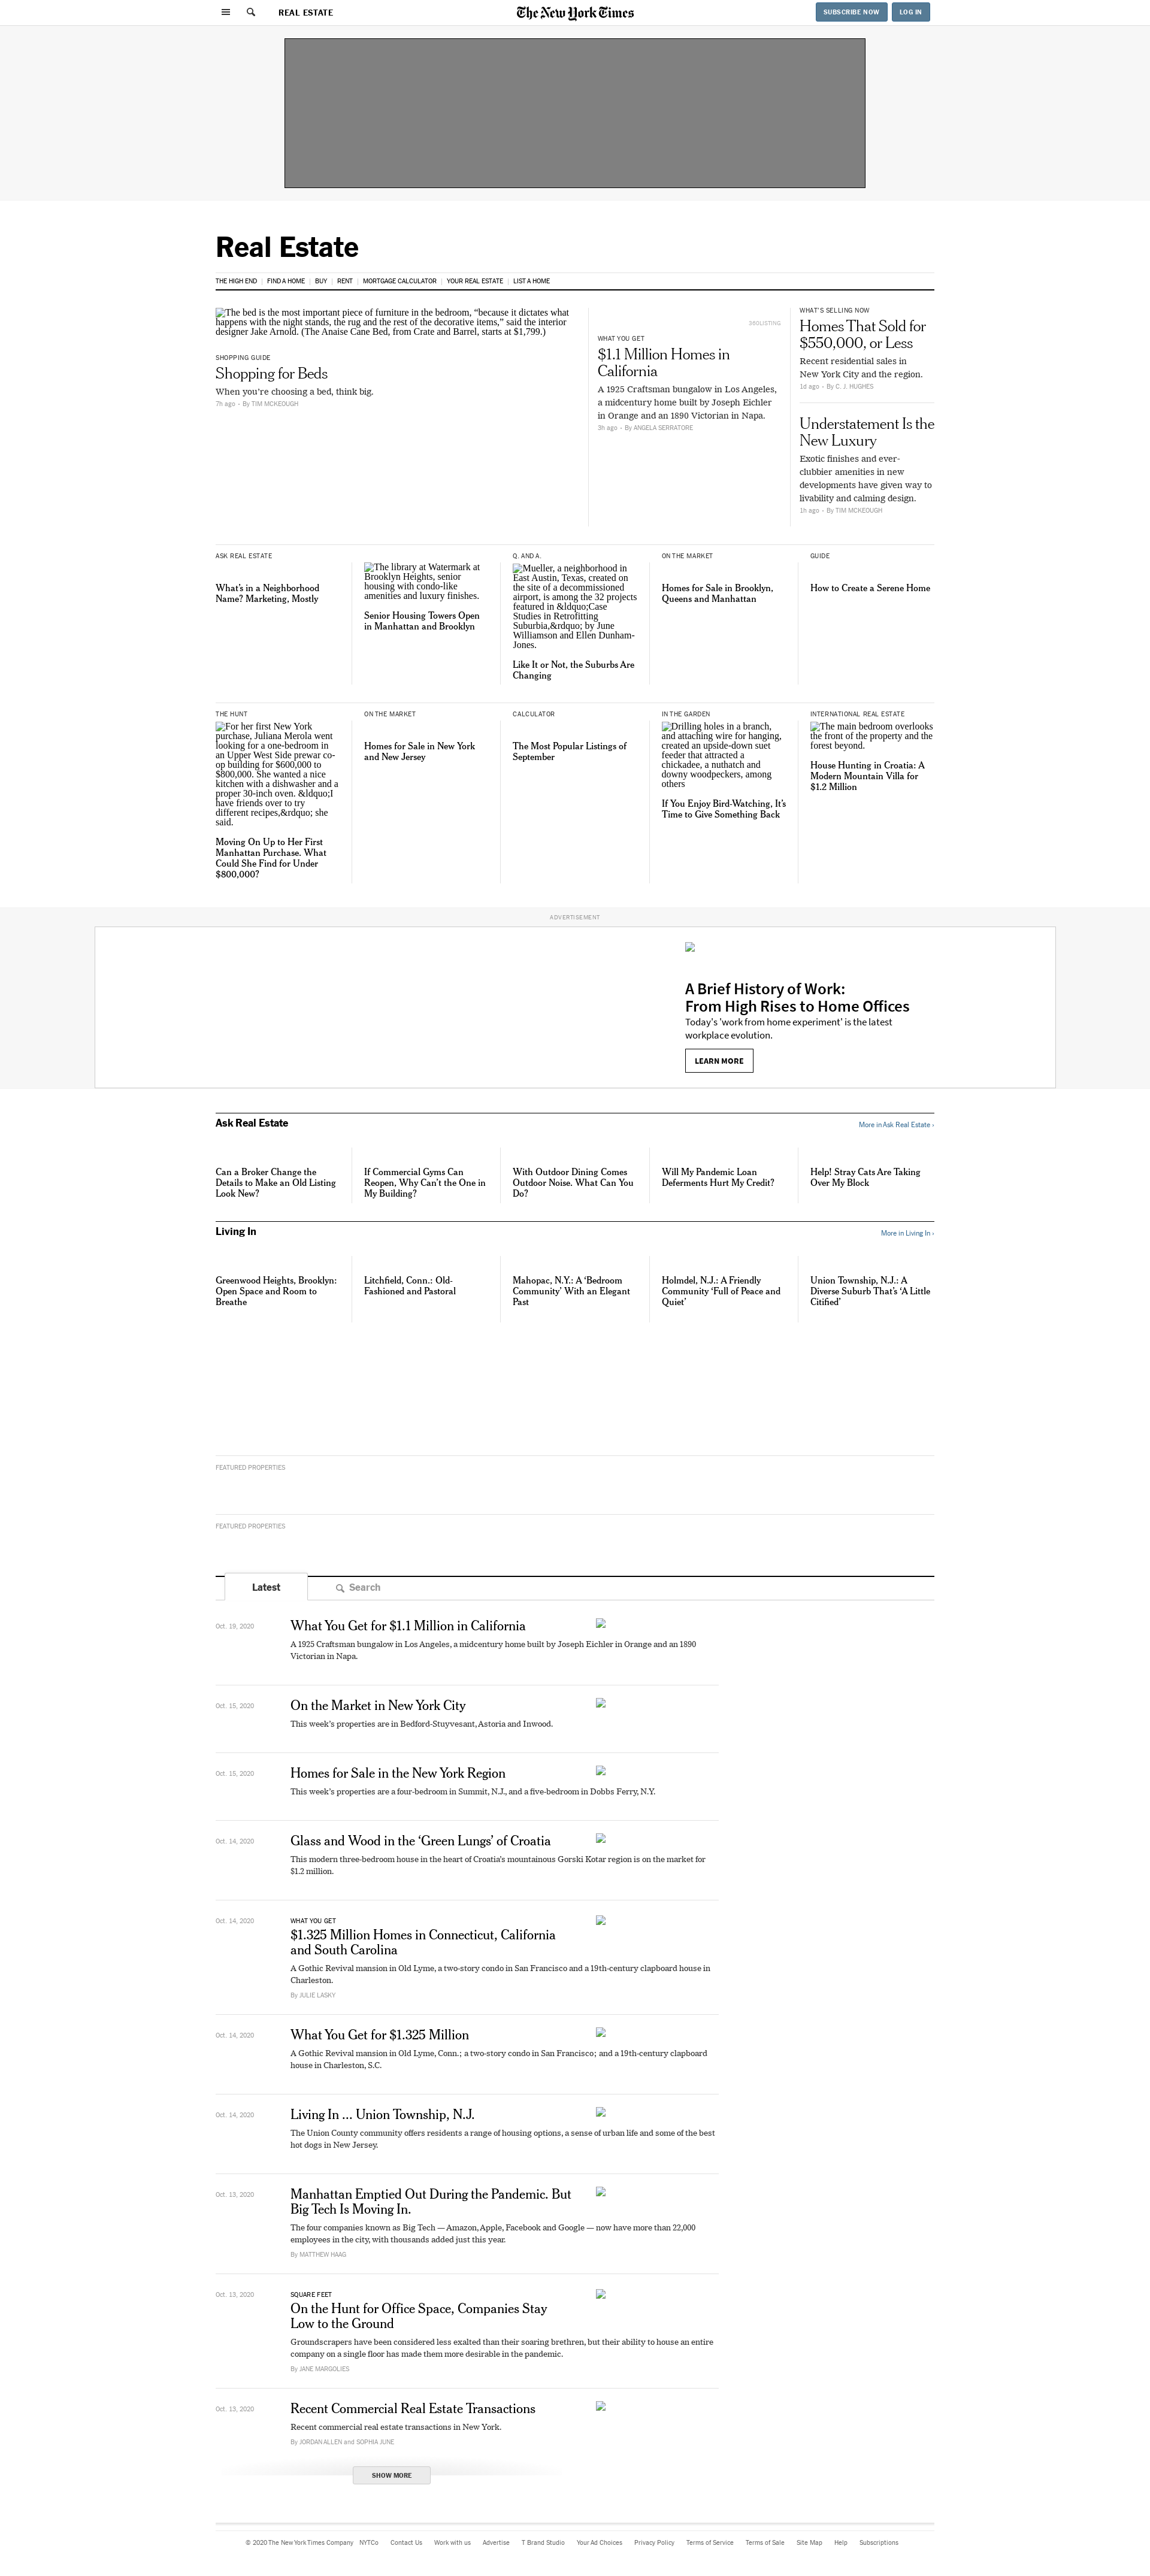 REAL ESTATE
The New York Times
SUBSCRIBE NOW
LOG IN
Real Estate
THE HIGH END | FIND A HOME | BUY | RENT | MORTGAGE CALCULATOR | YOUR REAL ESTATE | LIST A HOME
The bed is the most important piece of furniture in the bedroom, “because it dictates what
happens with the night stands, the rug and the rest of the decorative items,” said the interior
designer Jake Arnold. (The Anaise Cane Bed, from Crate and Barrel, starts at $1,799.)
SHOPPING GUIDE
Shopping for Beds
When you’re choosing a bed, think big.
7h ago • By TIM MCKEOUGH
360LISTING
WHAT YOU GET
$1.1 Million Homes in
California
A 1925 Craftsman bungalow in Los Angeles,
a midcentury home built by Joseph Eichler
in Orange and an 1890 Victorian in Napa.
3h ago • By ANGELA SERRATORE
WHAT’S SELLING NOW
Homes That Sold for
$550,000, or Less
Recent residential sales in
New York City and the region.
1d ago • By C. J. HUGHES
Understatement Is the
New Luxury
Exotic finishes and ever-
clubbier amenities in new
developments have given way to
livability and calming design.
1h ago • By TIM MCKEOUGH
ASK REAL ESTATE
What’s in a Neighborhood
Name? Marketing, Mostly
The library at Watermark at
Brooklyn Heights, senior
housing with condo-like
amenities and luxury finishes.
Senior Housing Towers Open
in Manhattan and Brooklyn
Q. AND A.
Mueller, a neighborhood in
East Austin, Texas, created on
the site of a decommissioned
airport, is among the 32 projects
featured in &ldquo;Case
Studies in Retrofitting
Suburbia,&rdquo; by June
Williamson and Ellen Dunham-
Jones.
Like It or Not, the Suburbs Are
Changing
ON THE MARKET
Homes for Sale in Brooklyn,
Queens and Manhattan
GUIDE
How to Create a Serene Home
THE HUNT
For her first New York
purchase, Juliana Merola went
looking for a one-bedroom in
an Upper West Side prewar co-
op building for $600,000 to
$800,000. She wanted a nice
kitchen with a dishwasher and a
proper 30-inch oven. &ldquo;I
have friends over to try
different recipes,&rdquo; she
said.
Moving On Up to Her First
Manhattan Purchase. What
Could She Find for Under
$800,000?
ON THE MARKET
Homes for Sale in New York
and New Jersey
CALCULATOR
The Most Popular Listings of
September
IN THE GARDEN
Drilling holes in a branch,
and attaching wire for hanging,
created an upside-down suet
feeder that attracted a
chickadee, a nuthatch and
downy woodpeckers, among
others
If You Enjoy Bird-Watching, It’s
Time to Give Something Back
INTERNATIONAL REAL ESTATE
The main bedroom overlooks
the front of the property and the
forest beyond.
House Hunting in Croatia: A
Modern Mountain Villa for
$1.2 Million
ADVERTISEMENT
A Brief History of Work:
From High Rises to Home Offices
Today's 'work from home experiment' is the latest
workplace evolution.
LEARN MORE
Ask Real Estate
More in Ask Real Estate ›
Can a Broker Change the
Details to Make an Old Listing
Look New?
If Commercial Gyms Can
Reopen, Why Can’t the One in
My Building?
With Outdoor Dining Comes
Outdoor Noise. What Can You
Do?
Will My Pandemic Loan
Deferments Hurt My Credit?
Help! Stray Cats Are Taking
Over My Block
Living In
More in Living In ›
Greenwood Heights, Brooklyn:
Open Space and Room to
Breathe
Litchfield, Conn.: Old-
Fashioned and Pastoral
Mahopac, N.Y.: A ‘Bedroom
Community’ With an Elegant
Past
Holmdel, N.J.: A Friendly
Community ‘Full of Peace and
Quiet’
Union Township, N.J.: A
Diverse Suburb That’s ‘A Little
Citified’
FEATURED PROPERTIES
FEATURED PROPERTIES
Latest
Search
Oct. 19, 2020
What You Get for $1.1 Million in California
A 1925 Craftsman bungalow in Los Angeles, a midcentury home built by Joseph Eichler in Orange and an 1890
Victorian in Napa.
Oct. 15, 2020
On the Market in New York City
This week’s properties are in Bedford-Stuyvesant, Astoria and Inwood.
Oct. 15, 2020
Homes for Sale in the New York Region
This week’s properties are a four-bedroom in Summit, N.J., and a five-bedroom in Dobbs Ferry, N.Y.
Oct. 14, 2020
Glass and Wood in the ‘Green Lungs’ of Croatia
This modern three-bedroom house in the heart of Croatia’s mountainous Gorski Kotar region is on the market for
$1.2 million.
Oct. 14, 2020
WHAT YOU GET
$1.325 Million Homes in Connecticut, California
and South Carolina
A Gothic Revival mansion in Old Lyme, a two-story condo in San Francisco and a 19th-century clapboard house in
Charleston.
By JULIE LASKY
Oct. 14, 2020
What You Get for $1.325 Million
A Gothic Revival mansion in Old Lyme, Conn.; a two-story condo in San Francisco; and a 19th-century clapboard
house in Charleston, S.C.
Oct. 14, 2020
Living In ... Union Township, N.J.
The Union County community offers residents a range of housing options, a sense of urban life and some of the best
hot dogs in New Jersey.
Oct. 13, 2020
Manhattan Emptied Out During the Pandemic. But
Big Tech Is Moving In.
The four companies known as Big Tech — Amazon, Apple, Facebook and Google — now have more than 22,000
employees in the city, with thousands added just this year.
By MATTHEW HAAG
Oct. 13, 2020
SQUARE FEET
On the Hunt for Office Space, Companies Stay
Low to the Ground
Groundscrapers have been considered less exalted than their soaring brethren, but their ability to house an entire
company on a single floor has made them more desirable in the pandemic.
By JANE MARGOLIES
Oct. 13, 2020
Recent Commercial Real Estate Transactions
Recent commercial real estate transactions in New York.
By JORDAN ALLEN and SOPHIA JUNE
SHOW MORE
© 2020 The New York Times Company NYTCo Contact Us Work with us Advertise T Brand Studio Your Ad Choices Privacy Policy Terms of Service Terms of Sale Site Map Help Subscriptions